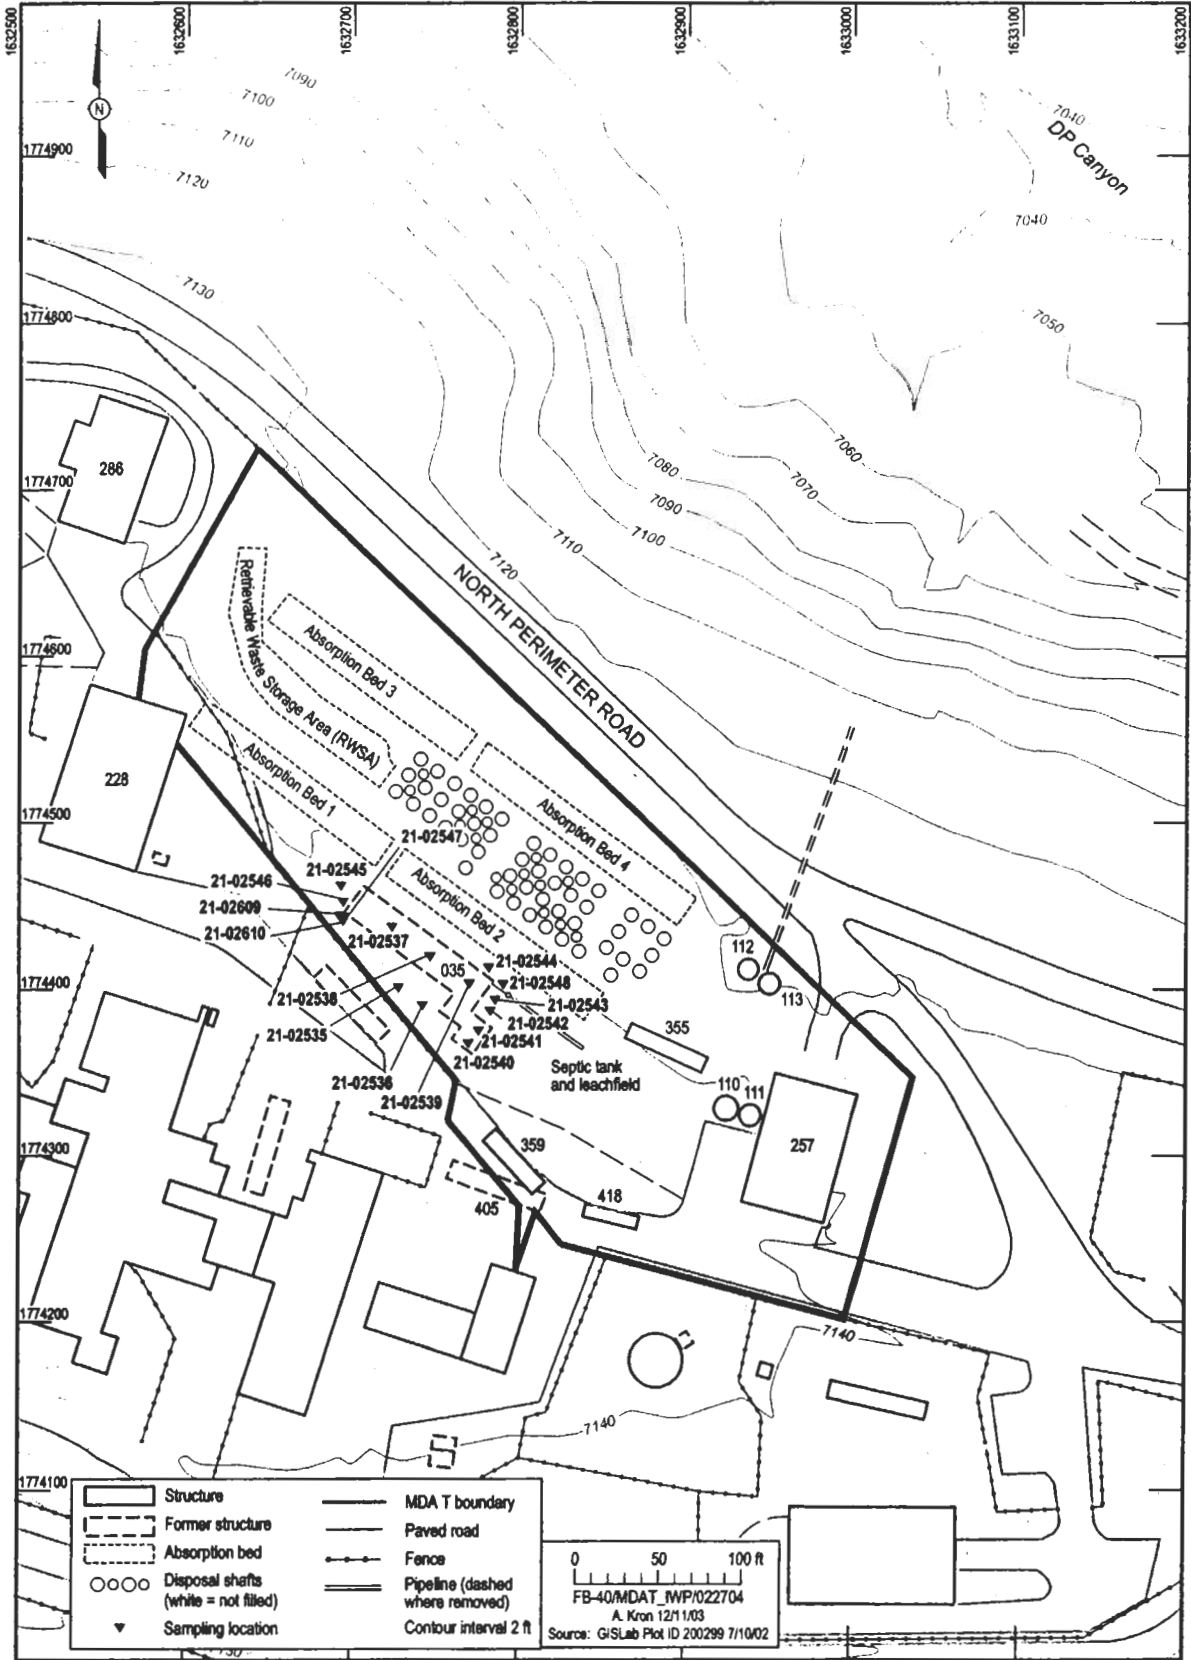 1632500
1632600
1632700
1632800
1632900
1633000
1633100
1633200
N
7090
7100
7110
7120
7040
DP Canyon
7040
1774900
7130
7050
1774800
286
7060
7080
7070
7090
1774700
7100
7110
7120
NORTH PERIMETER ROAD
Retrievable Waste Storage Area (RWSA)
Absorption Bed 3
1774600
228
Absorption Bed 1
Absorption Bed 4
1774500
21-02547
21-02545
Absorption Bed 2
21-02546
21-02609
21-02610
21-02537
112
21-02544
035
21-02548
1774400
113
21-02538
21-02543
21-02542
355
21-02535
21-02541
21-02540
Septic tank
and leachfield
21-02536
110
111
21-02539
1774300
359
257
418
405
1774200
7140
7140
1774100
Structure
Former structure
Absorption bed
Disposal shafts
(white = not filled)
Sampling location
MDA T boundary
Paved road
Fence
Pipeline (dashed
where removed)
Contour interval 2 ft
0 50 100 ft
FB-40/MDAT_IWP/022704
A. Kron 12/11/03
Source: GISLab Plot ID 200299 7/10/02